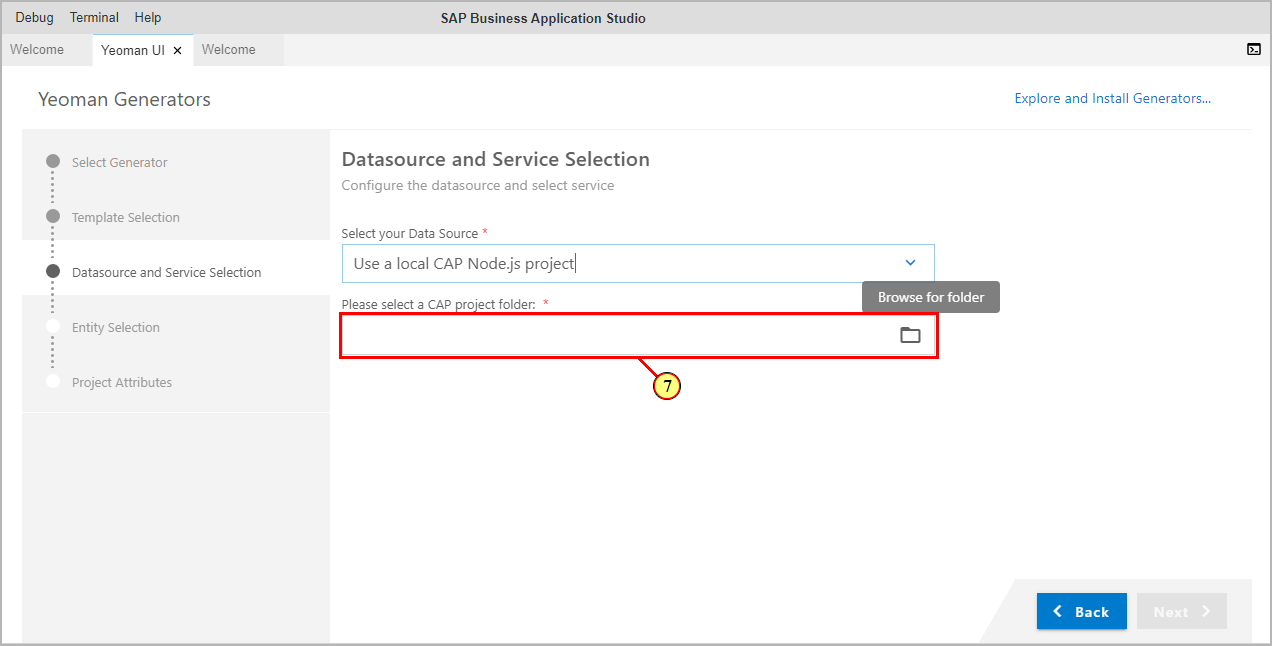 Debug Terminal Help SAP Business Application Studio
Welcome Yeoman UI Welcome
Yeoman Generators
Explore and Install Generators...
Select Generator
Template Selection
Datasource and Service Selection
Entity Selection
Project Attributes
Datasource and Service Selection
Configure the datasource and select service
Select your Data Source *
Use a local CAP Node.js project
Browse for folder
Please select a CAP project folder: *
7
Back Next